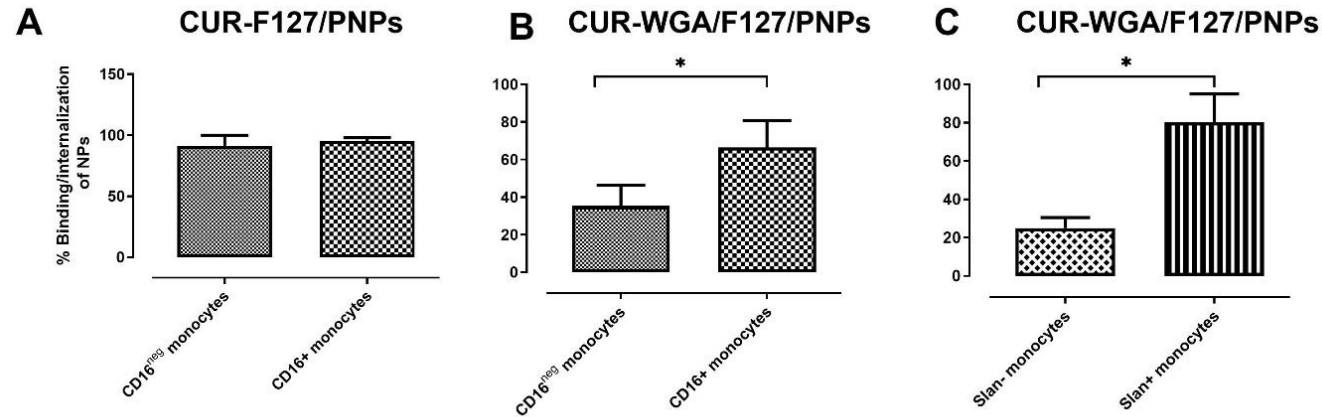 A
CUR-F127/PNPs
% Binding/internalization
of NPs
150
100
50
0
CD16neg monocytes
CD16+ monocytes
B
CUR-WGA/F127/PNPs
*
100
80
60
40
20
0
CD16neg monocytes
CD16+ monocytes
C
CUR-WGA/F127/PNPs
*
100
80
60
40
20
0
Slan- monocytes
Slan+ monocytes